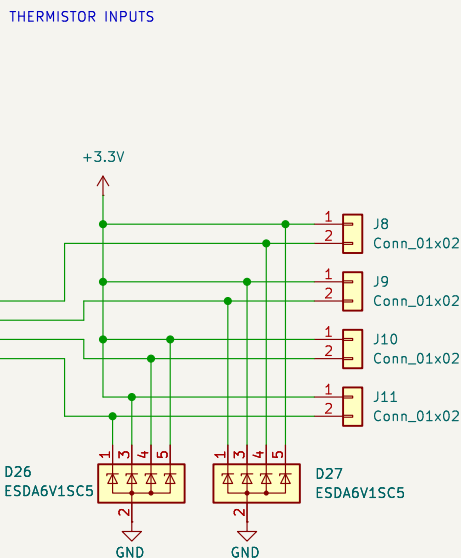 THERMISTOR INPUTS
+3.3V
1
2
J8
Conn_01x02
1
2
J9
Conn_01x02
1
2
J10
Conn_01x02
1
2
J11
Conn_01x02
D26
ESDA6V1SC5
1
3
4
5
2
GND
1
3
4
5
2
GND
D27
ESDA6V1SC5